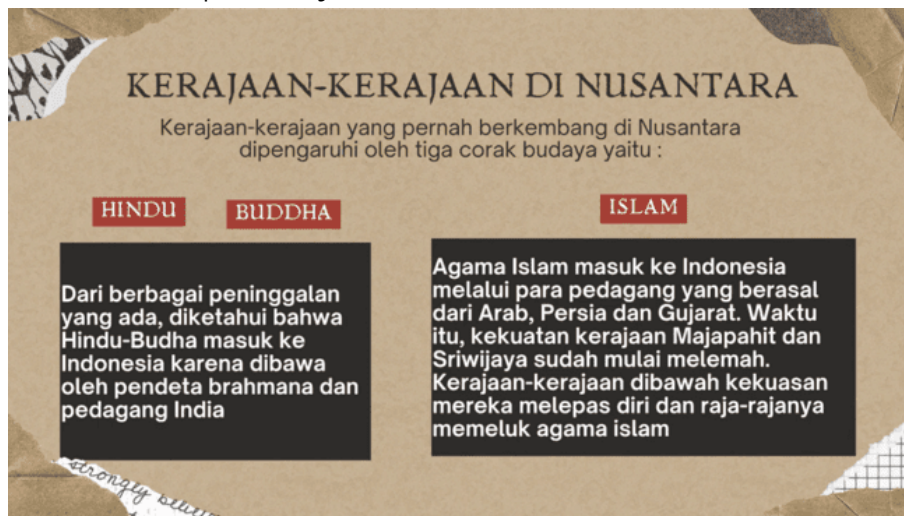 KERAJAAN-KERAJAAN DI NUSANTARA
Kerajaan-kerajaan yang pernah berkembang di Nusantara
dipengaruhi oleh tiga corak budaya yaitu :
HINDU
BUDDHA
Dari berbagai peninggalan
yang ada, diketahui bahwa
Hindu-Budha masuk ke
Indonesia karena dibawa
oleh pendeta brahmana dan
pedagang India
ISLAM
Agama Islam masuk ke Indonesia
melalui para pedagang yang berasal
dari Arab, Persia dan Gujarat. Waktu
itu, kekuatan kerajaan Majapahit dan
Sriwijaya sudah mulai melemah.
Kerajaan-kerajaan dibawah kekuasan
mereka melepas diri dan raja-rajanya
memeluk agama islam
strongly